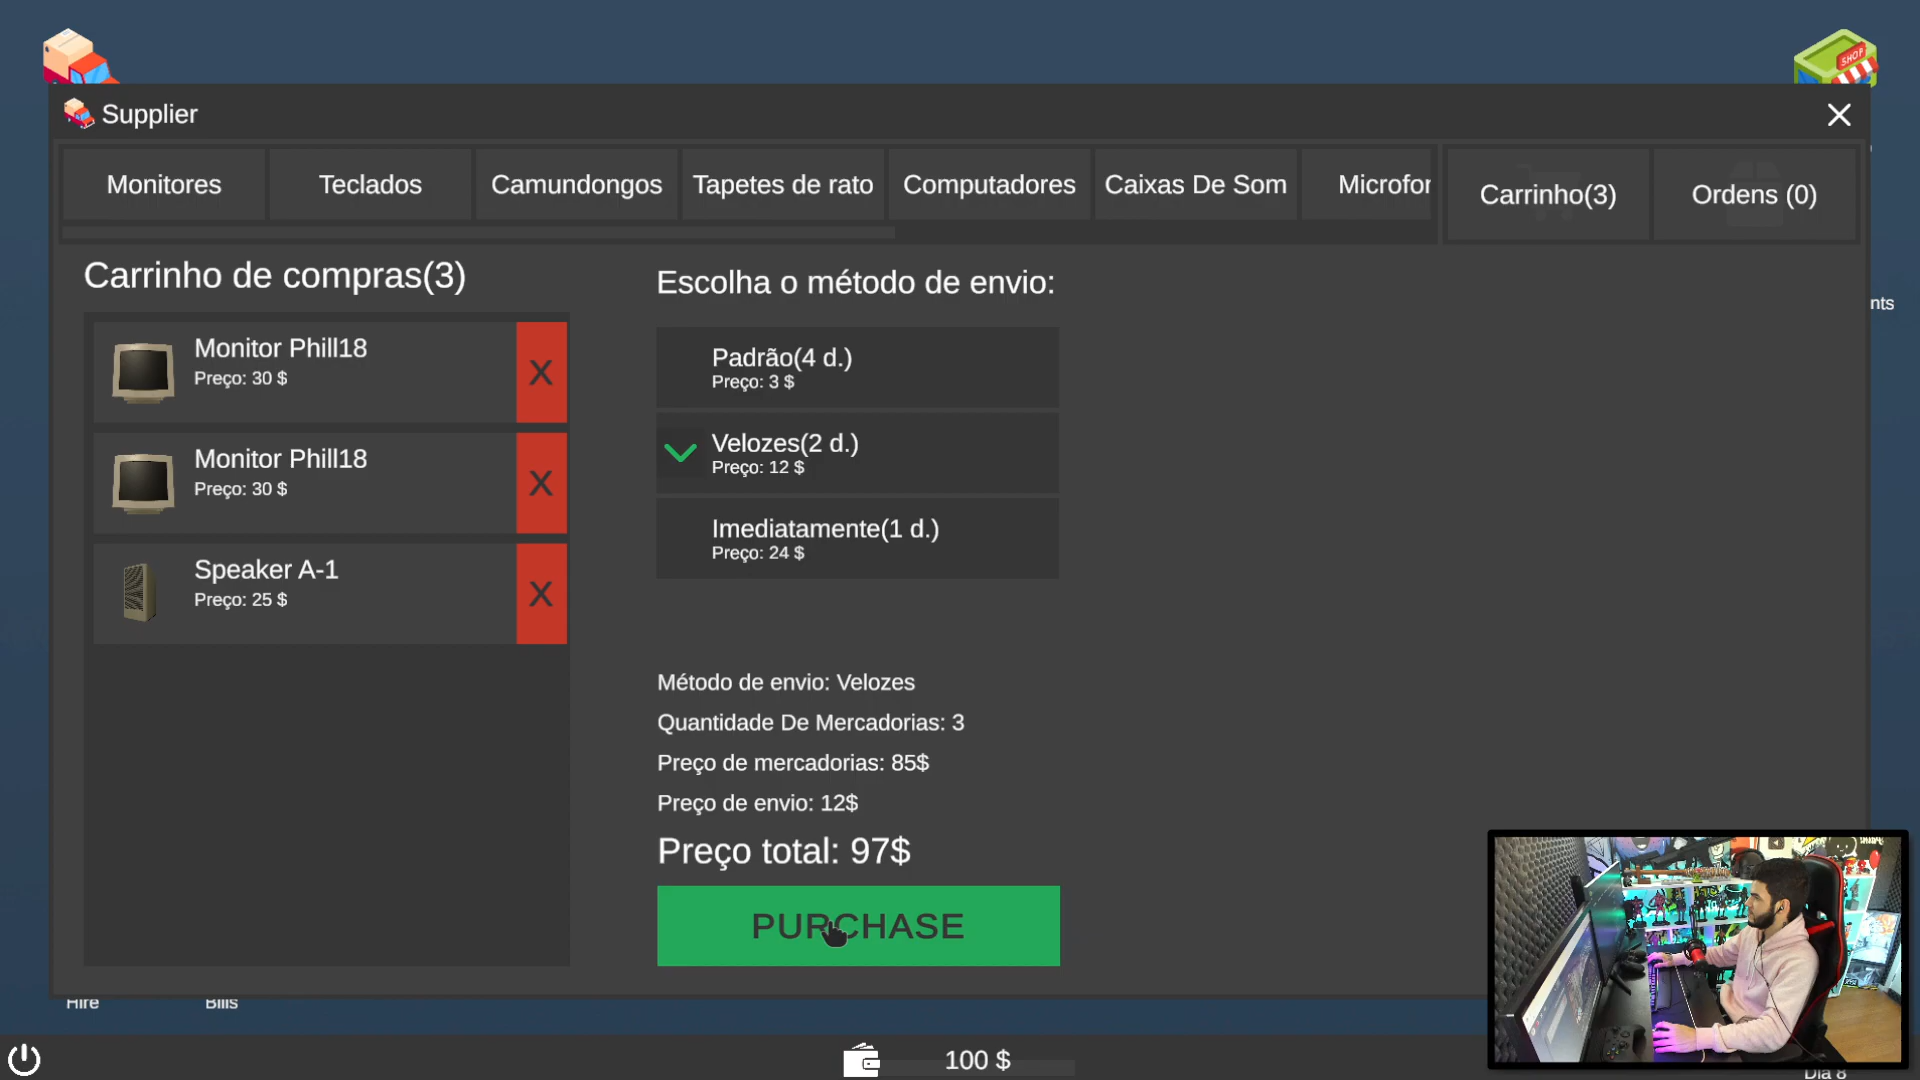 SHOP
Supplier
Monitores
Teclados
Camundongos
Tapetes de rato
Computadores
Caixas De Som
Microfor
Carrinho(3)
Ordens (0)
Carrinho de compras(3)
Monitor Phill18
Preço: 30 $
X
Monitor Phill18
Preço: 30 $
X
Speaker A-1
Preço: 25 $
X
Escolha o método de envio:
Padrão(4 d.)
Preço: 3 $
Velozes(2 d.)
Preço: 12 $
Imediatamente(1 d.)
Preço: 24 $
Método de envio: Velozes
Quantidade De Mercadorias: 3
Preço de mercadorias: 85$
Preço de envio: 12$
Preço total: 97$
PURCHASE
nts
Hire
Bills
100 $
Dia 8